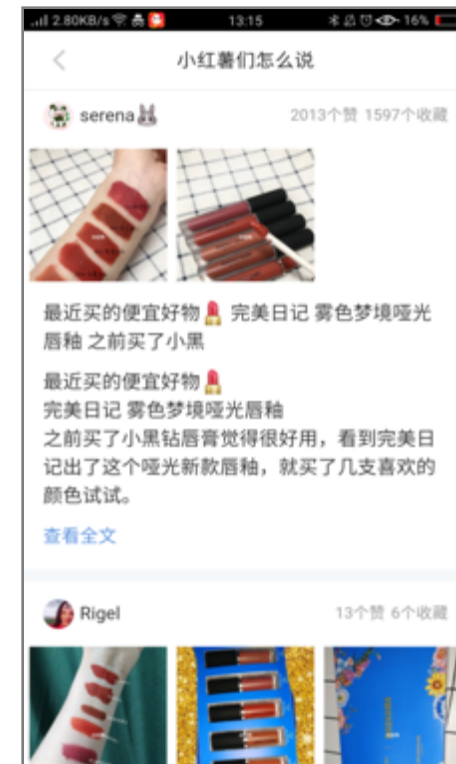 2.80KB/s 13:15 16%
小红薯们怎么说
serena 2013个赞 1597个收藏
最近买的便宜好物💄 完美日记 雾色梦境哑光
唇釉 之前买了小黑
最近买的便宜好物💄
完美日记 雾色梦境哑光唇釉
之前买了小黑钻唇膏觉得很好用，看到完美日
记出了这个哑光新款唇釉，就买了几支喜欢的
颜色试试。
查看全文
Rigel 13个赞 6个收藏